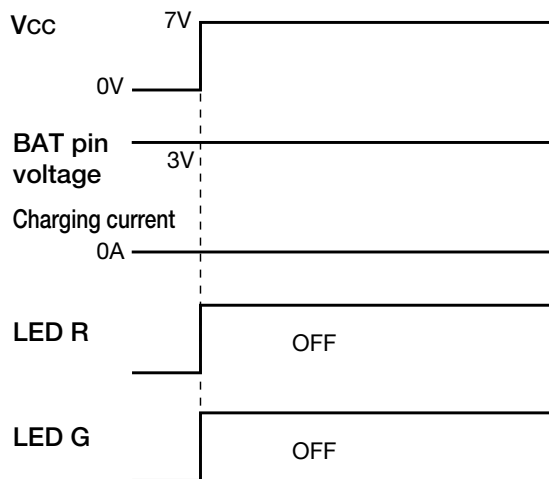 Vcc 7V
0V
BAT pin
voltage
3V
Charging current
0A
LED R
OFF
LED G
OFF